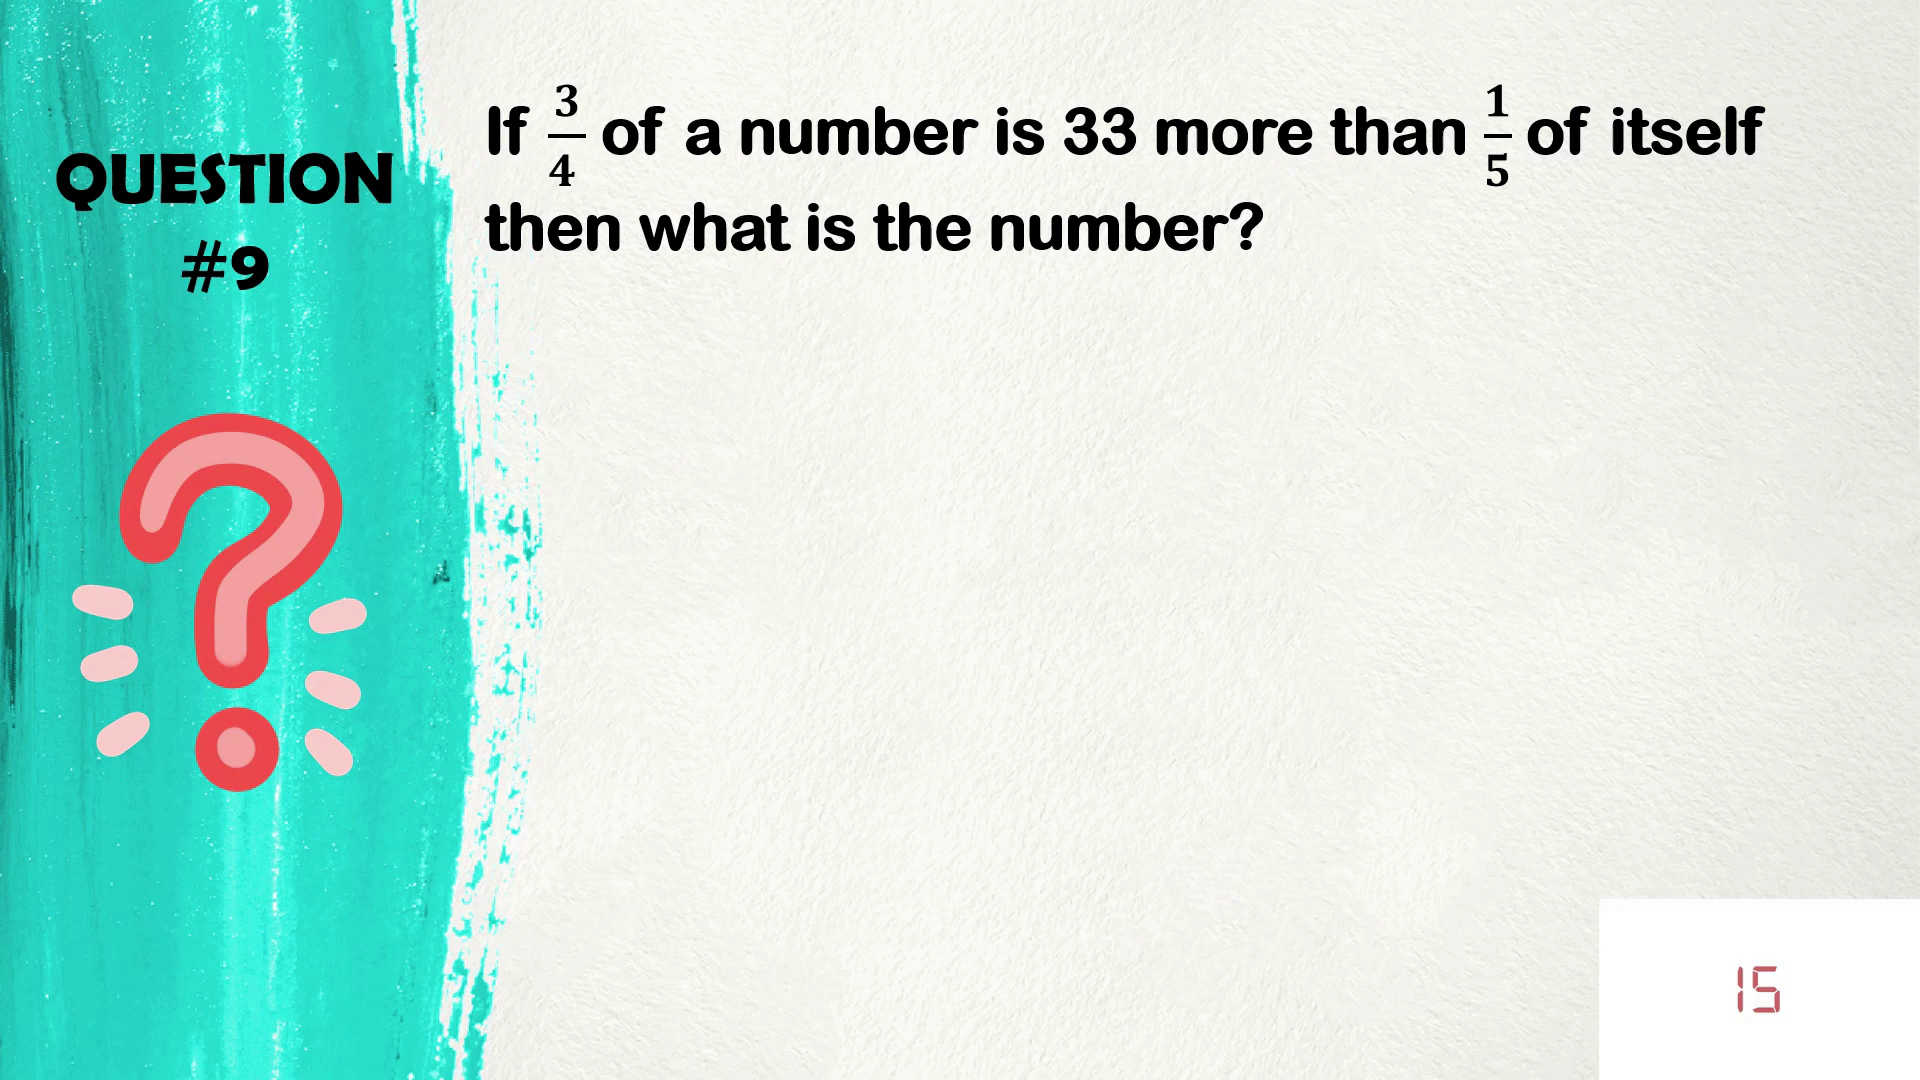 QUESTION
#9
If 3/4 of a number is 33 more than 1/5 of itself
then what is the number?
15